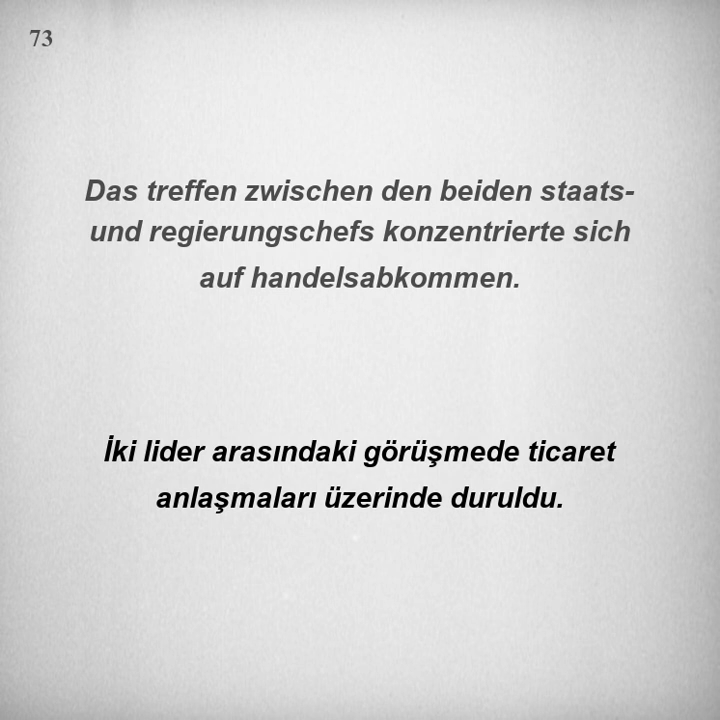 73
Das treffen zwischen den beiden staats-
und regierungschefs konzentrierte sich
auf handelsabkommen.
İki lider arasındaki görüşmede ticaret
anlaşmaları üzerinde duruldu.